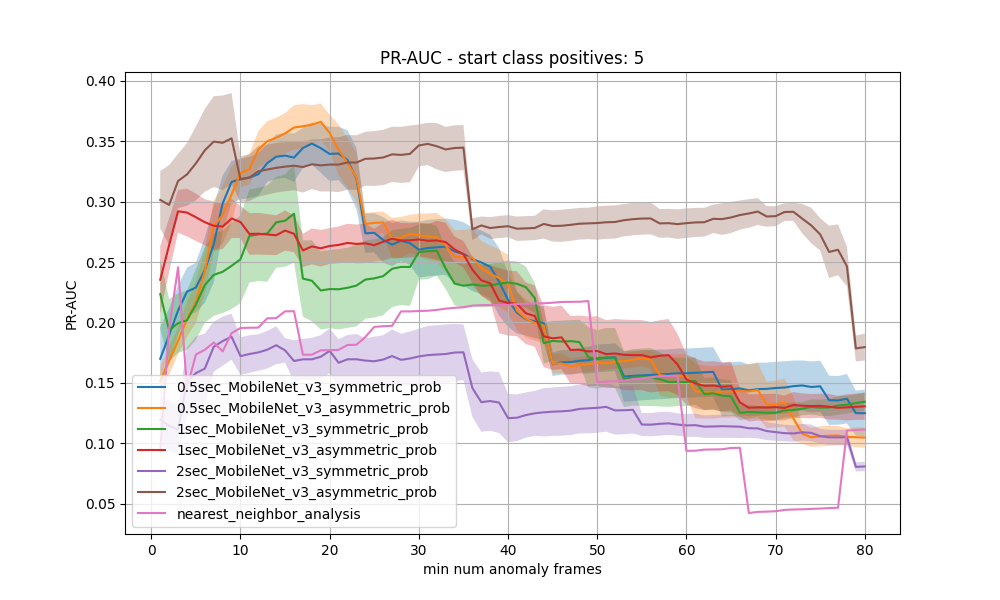 PR-AUC - start class positives: 5
0.40
0.35
0.30
0.25
0.20
0.15
0.10
0.05
PR-AUC
0.5sec_MobileNet_v3_symmetric_prob
0.5sec_MobileNet_v3_asymmetric_prob
1sec_MobileNet_v3_symmetric_prob
1sec_MobileNet_v3_asymmetric_prob
2sec_MobileNet_v3_symmetric_prob
2sec_MobileNet_v3_asymmetric_prob
nearest_neighbor_analysis
0 10 20 30 40 50 60 70 80
min num anomaly frames